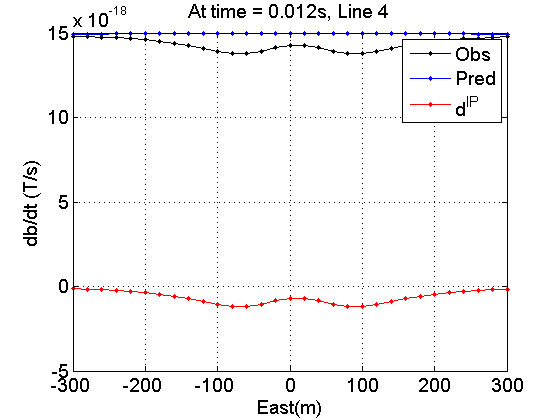 At time = 0.012s, Line 4
x 10^-18
15
10
5
0
-5
db/dt (T/s)
Obs
Pred
d^IP
-300 -200 -100 0 100 200 300
East(m)